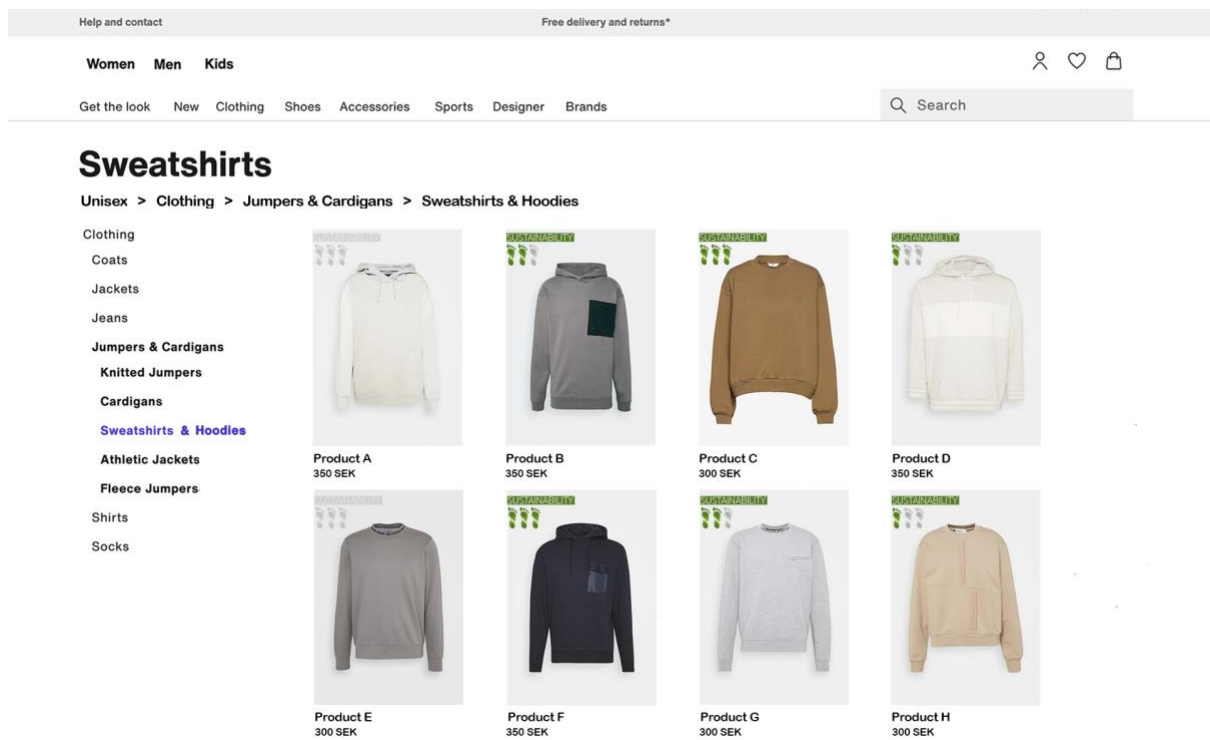 Help and contact
Free delivery and returns*
Women Men Kids
Get the look New Clothing Shoes Accessories Sports Designer Brands
Search
Sweatshirts
Unisex > Clothing > Jumpers & Cardigans > Sweatshirts & Hoodies
Clothing
Coats
Jackets
Jeans
Jumpers & Cardigans
Knitted Jumpers
Cardigans
Sweatshirts & Hoodies
Athletic Jackets
Fleece Jumpers
Shirts
Socks
SUSTAINABILITY
Product A
350 SEK
SUSTAINABILITY
Product B
350 SEK
SUSTAINABILITY
Product C
300 SEK
SUSTAINABILITY
Product D
350 SEK
SUSTAINABILITY
Product E
300 SEK
SUSTAINABILITY
Product F
350 SEK
SUSTAINABILITY
Product G
300 SEK
SUSTAINABILITY
Product H
300 SEK